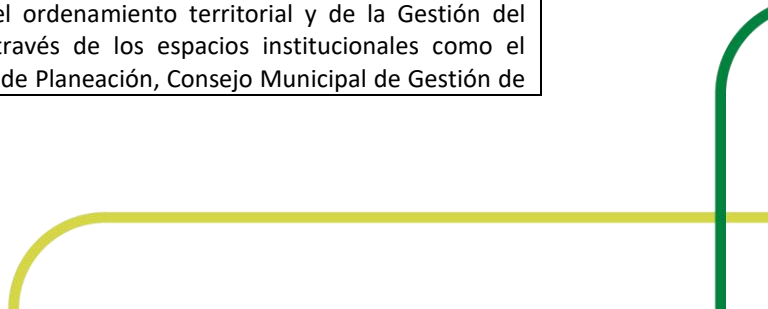 el ordenamiento territorial y de la Gestión del
través de los espacios institucionales como el
de Planeación, Consejo Municipal de Gestión de